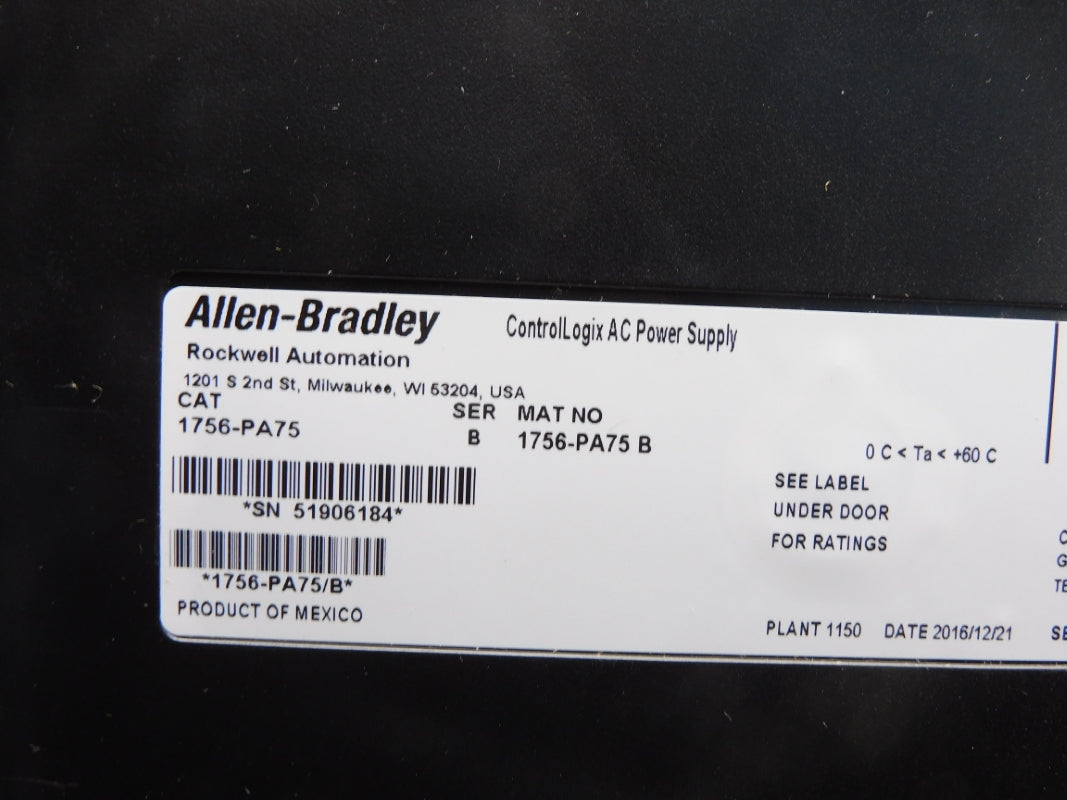 Allen-Bradley
ControlLogix AC Power Supply
Rockwell Automation
1201 S 2nd St, Milwaukee, WI 53204, USA
CAT SER MAT NO
1756-PA75 B 1756-PA75 B
0 C < Ta < +60 C
*SN 51906184*
SEE LABEL
UNDER DOOR
FOR RATINGS
*1756-PA75/B*
PRODUCT OF MEXICO
PLANT 1150 DATE 2016/12/21